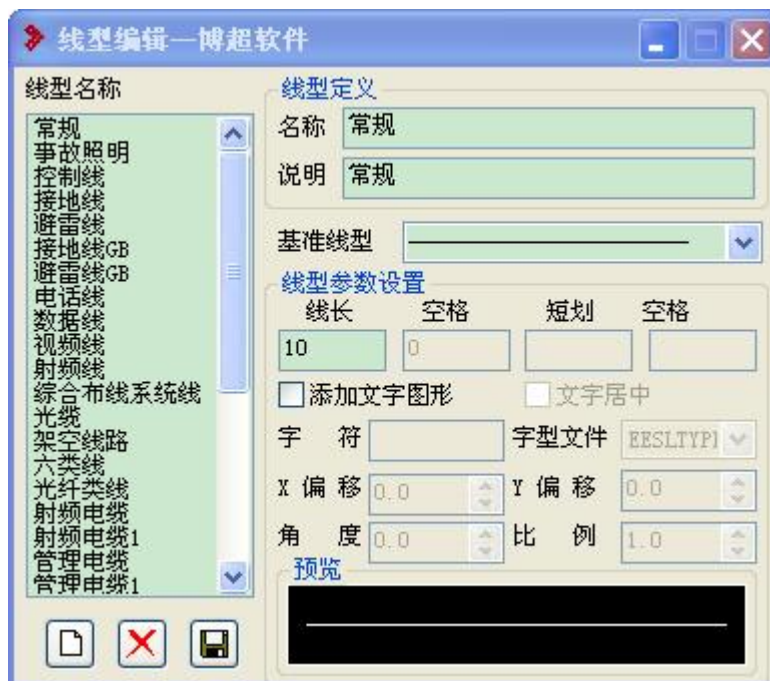 线型编辑—博超软件
线型名称
常规
事故照明
控制线
接地线
避雷线
接地线GB
避雷线GB
电话线
数据线
视频线
射频线
综合布线系统线
光缆
架空线路
六类线
光纤类线
射频电缆
射频电缆1
管理电缆
管理电缆1
线型定义
名称 常规
说明 常规
基准线型
线型参数设置
线长 空格 短划 空格
10 0
添加文字图形 文字居中
字 符 字型文件 EESLTYPE
X 偏 移 0.0 Y 偏 移 0.0
角 度 0.0 比 例 1.0
预览